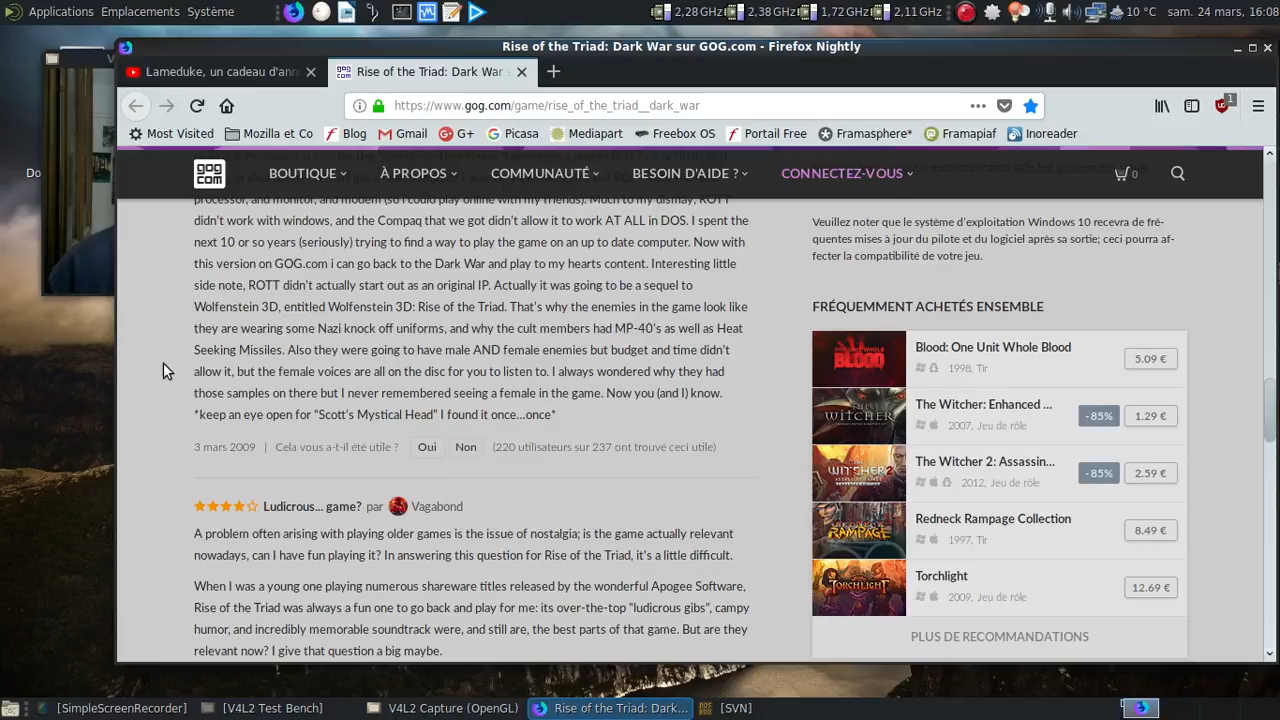 Applications Emplacements Système 2,28 GHz 2,38 GHz 1,72 GHz 2,11 GHz 10 °C sam. 24 mars, 16:08
Rise of the Triad: Dark War sur GOG.com - Firefox Nightly
Lameduke, un cadeau d'ann Rise of the Triad: Dark War
https://www.gog.com/game/rise_of_the_triad__dark_war 1
Most Visited Mozilla et Co Blog Gmail G+ Picasa Mediapart Freebox OS Portail Free Framasphere* Framapiaf Inoreader
gog com BOUTIQUE À PROPOS COMMUNAUTÉ BESOIN D'AIDE ? CONNECTEZ-VOUS 0
processor, and monitor, and modem (so i could play online with my friends). Much to my dismay, ROTT
didn't work with windows, and the Compaq that we got didn't allow it to work AT ALL in DOS. I spent the
next 10 or so years (seriously) trying to find a way to play the game on an up to date computer. Now with
this version on GOG.com i can go back to the Dark War and play to my hearts content. Interesting little
side note, ROTT didn't actually start out as an original IP. Actually it was going to be a sequel to
Wolfenstein 3D, entitled Wolfenstein 3D: Rise of the Triad. That's why the enemies in the game look like
they are wearing some Nazi knock off uniforms, and why the cult members had MP-40's as well as Heat
Seeking Missiles. Also they were going to have male AND female enemies but budget and time didn't
allow it, but the female voices are all on the disc for you to listen to. I always wondered why they had
those samples on there but I never remembered seeing a female in the game. Now you (and I) know.
*keep an eye open for “Scott's Mystical Head” I found it once...once*
3 mars 2009 | Cela vous a-t-il été utile ? Oui Non (220 utilisateurs sur 237 ont trouvé ceci utile)
Ludicrous... game? par Vagabond
A problem often arising with playing older games is the issue of nostalgia; is the game actually relevant
nowadays, can I have fun playing it? In answering this question for Rise of the Triad, it's a little difficult.
When I was a young one playing numerous shareware titles released by the wonderful Apogee Software,
Rise of the Triad was always a fun one to go back and play for me: its over-the-top “ludicrous gibs”, campy
humor, and incredibly memorable soundtrack were, and still are, the best parts of that game. But are they
relevant now? I give that question a big maybe.
Veuillez noter que le système d'exploitation Windows 10 recevra de fré-
quentes mises à jour du pilote et du logiciel après sa sortie; ceci pourra af-
fecter la compatibilité de votre jeu.
FRÉQUEMMENT ACHETÉS ENSEMBLE
BLOOD Blood: One Unit Whole Blood 5.09 €
1998, Tir
The Witcher: Enhanced ... -85% 1.29 €
2007, Jeu de rôle
The Witcher 2: Assassin... -85% 2.59 €
2012, Jeu de rôle
Redneck Rampage Collection 8.49 €
1997, Tir
TORCHLIGHT Torchlight 12.69 €
2009, Jeu de rôle
PLUS DE RECOMMANDATIONS
[SimpleScreenRecorder] [V4L2 Test Bench] V4L2 Capture (OpenGL) Rise of the Triad: Dark... [SVN]